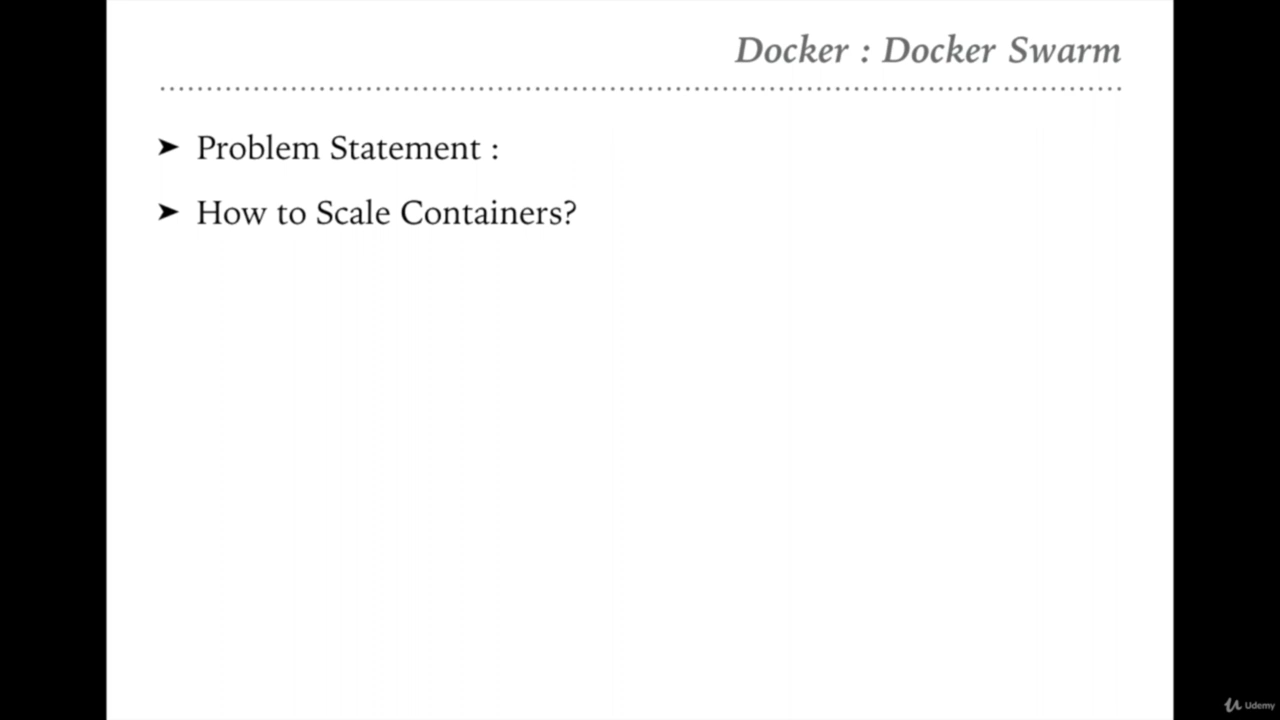 Docker : Docker Swarm
➤ Problem Statement :
➤ How to Scale Containers?
Udemy